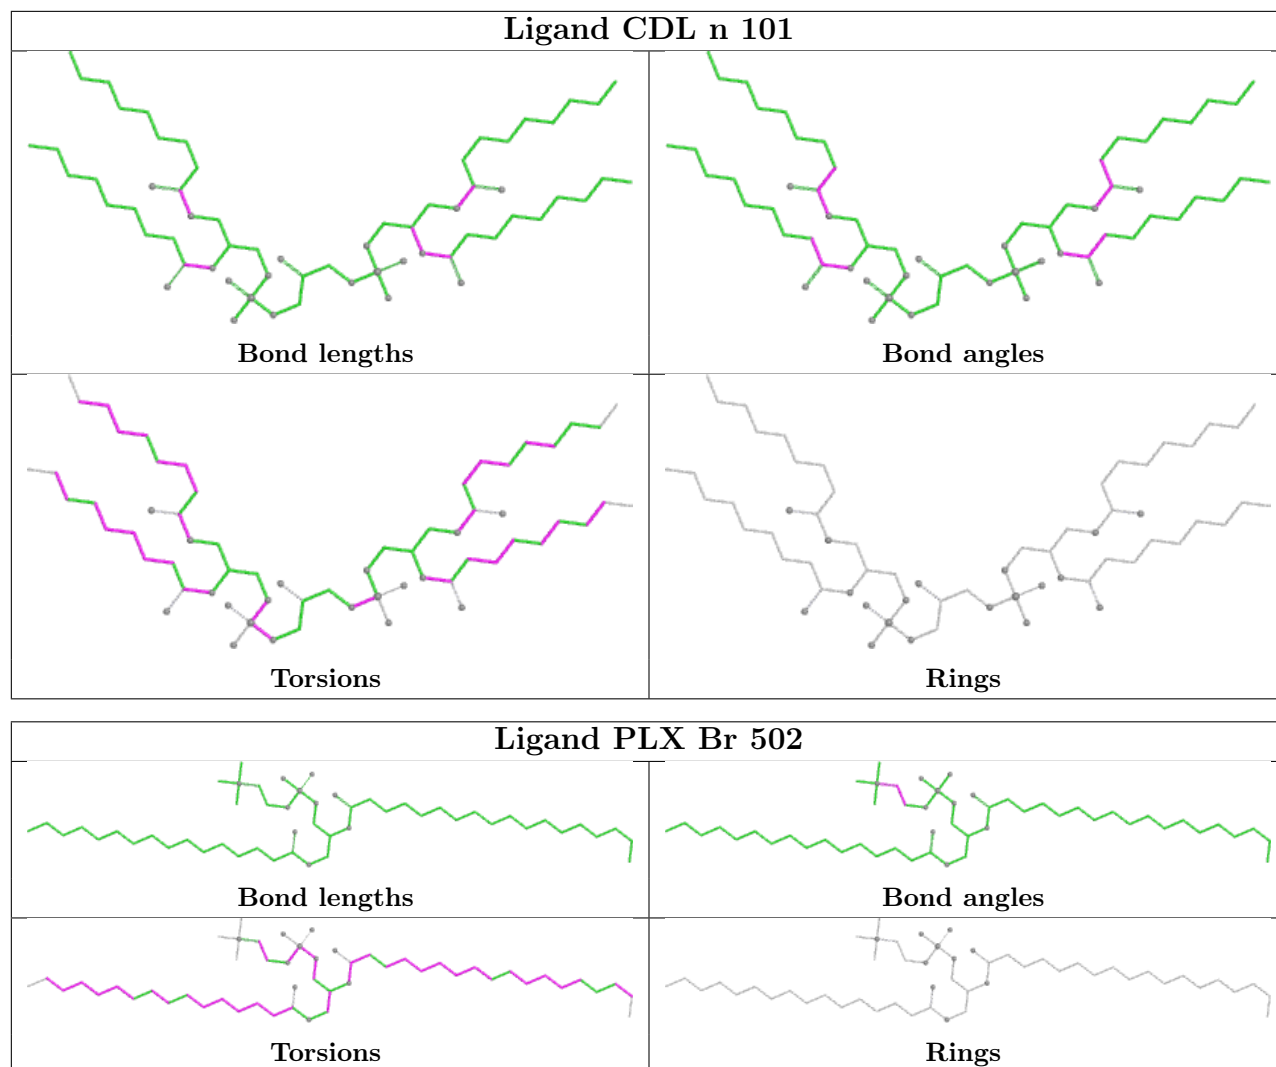 Ligand CDL n 101
Bond lengths
Bond angles
Torsions
Rings
Ligand PLX Br 502
Bond lengths
Bond angles
Torsions
Rings